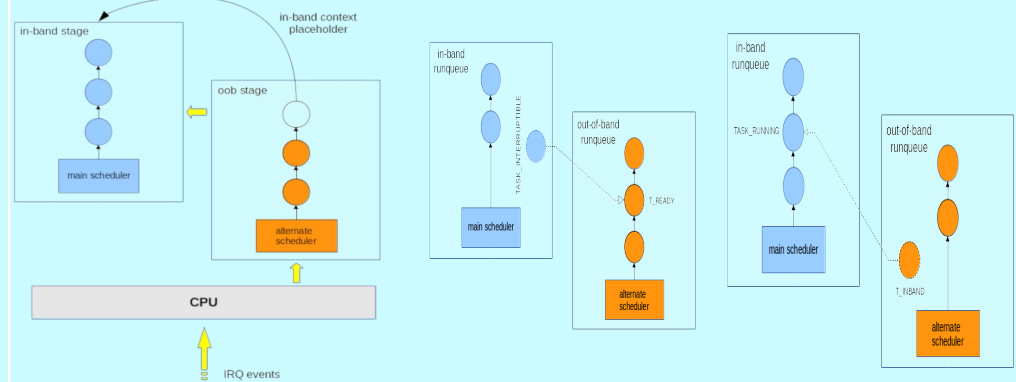 in-band context
placeholder
in-band stage
main scheduler
oob stage
alternate
scheduler
CPU
IRQ events
in-band
runqueue
TASK_INTERRUPTIBLE
main scheduler
out-of-band
runqueue
T_READY
alternate
scheduler
in-band
runqueue
TASK_RUNNING
main scheduler
out-of-band
runqueue
T_INBAND
alternate
scheduler